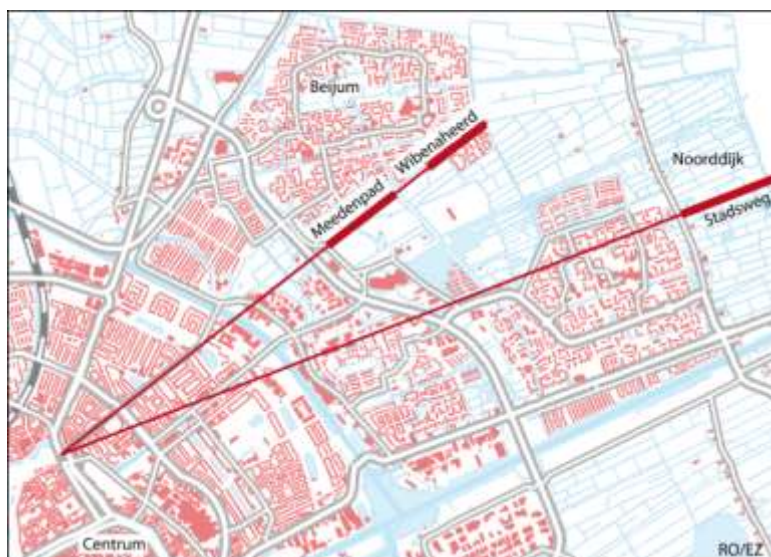 Beijum
Wibenaheerd
Meedenpad
Noorddijk
Stadsweg
Centrum
RO/EZ